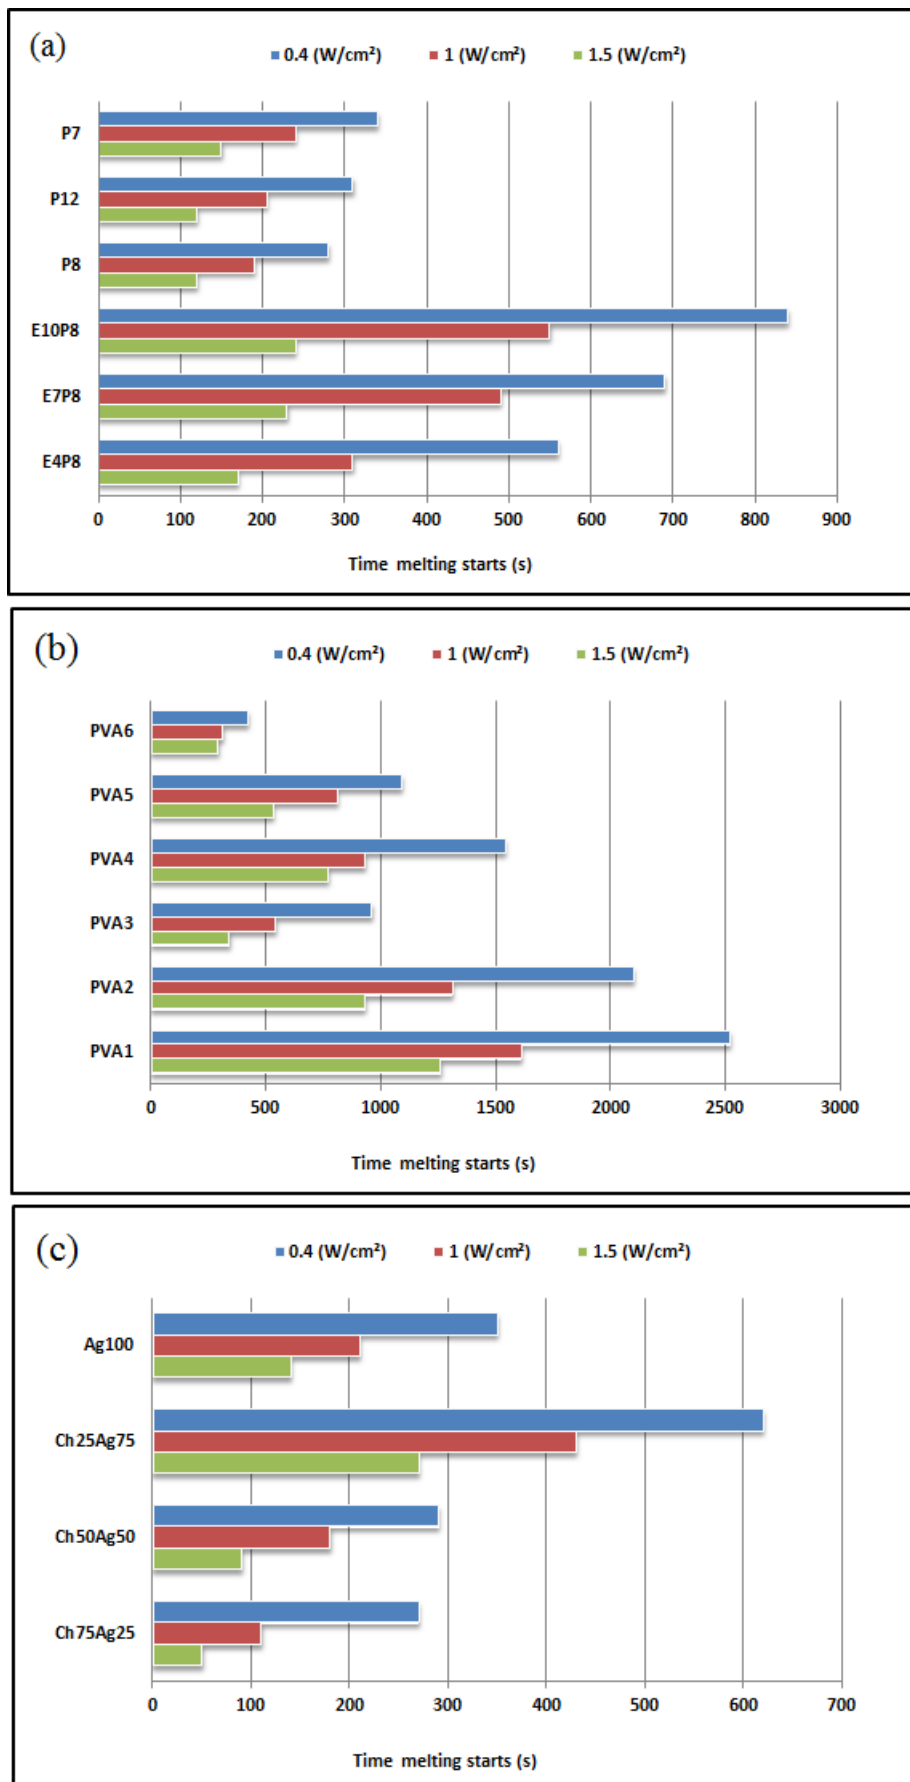 (a)
0.4 (W/cm²) 1 (W/cm²) 1.5 (W/cm²)
P7
P12
P8
E10P8
E7P8
E4P8
0 100 200 300 400 500 600 700 800 900
Time melting starts (s)
(b)
0.4 (W/cm²) 1 (W/cm²) 1.5 (W/cm²)
PVA6
PVA5
PVA4
PVA3
PVA2
PVA1
0 500 1000 1500 2000 2500 3000
Time melting starts (s)
(c)
0.4 (W/cm²) 1 (W/cm²) 1.5 (W/cm²)
Ag100
Ch25Ag75
Ch50Ag50
Ch75Ag25
0 100 200 300 400 500 600 700
Time melting starts (s)